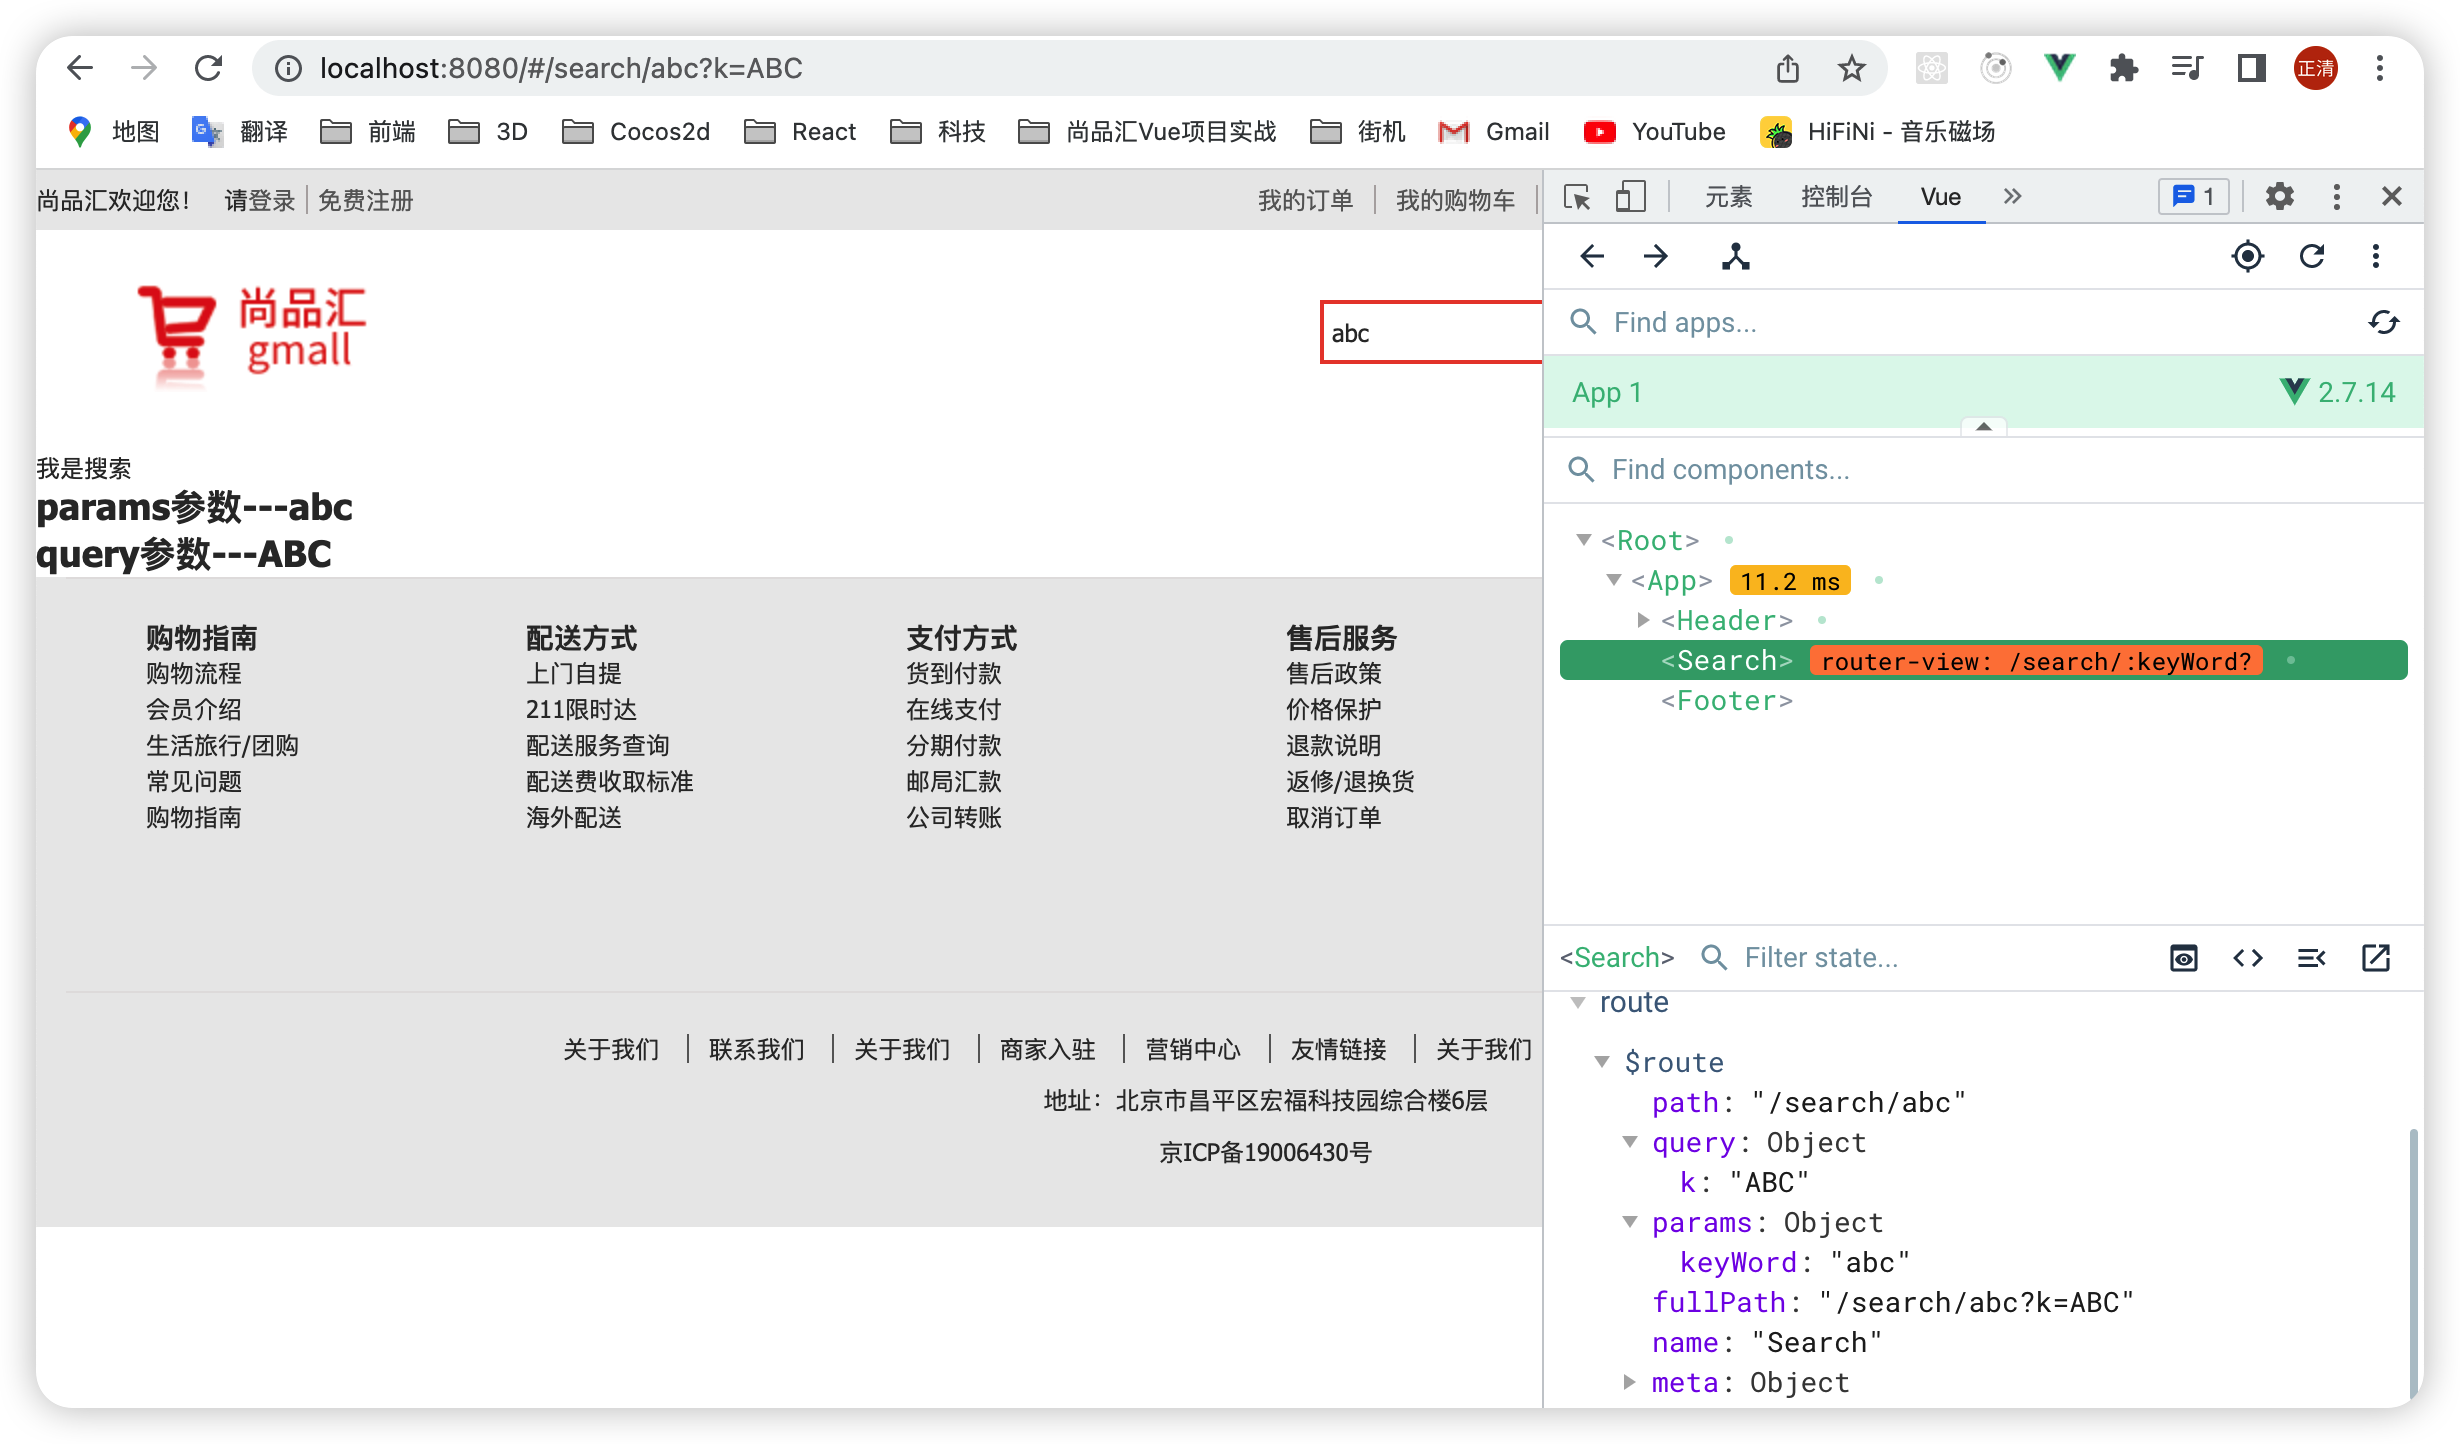 localhost:8080/#/search/abc?k=ABC
正清
地图 翻译 前端 3D Cocos2d React 科技 尚品汇Vue项目实战 街机 Gmail YouTube HiFiNi - 音乐磁场
尚品汇欢迎您！ 请登录 免费注册 我的订单 我的购物车
尚品汇
gmall
abc
我是搜索
params参数---abc
query参数---ABC
购物指南
购物流程
会员介绍
生活旅行/团购
常见问题
购物指南
配送方式
上门自提
211限时达
配送服务查询
配送费收取标准
海外配送
支付方式
货到付款
在线支付
分期付款
邮局汇款
公司转账
售后服务
售后政策
价格保护
退款说明
返修/退换货
取消订单
关于我们 联系我们 关于我们 商家入驻 营销中心 友情链接 关于我们
地址：北京市昌平区宏福科技园综合楼6层
京ICP备19006430号
元素 控制台 Vue 1
Find apps...
App 1 2.7.14
Find components...
<Root>
<App> 11.2 ms
<Header>
<Search> router-view: /search/:keyWord?
<Footer>
<Search> Filter state...
route
$route
path: "/search/abc"
query: Object
k: "ABC"
params: Object
keyWord: "abc"
fullPath: "/search/abc?k=ABC"
name: "Search"
meta: Object